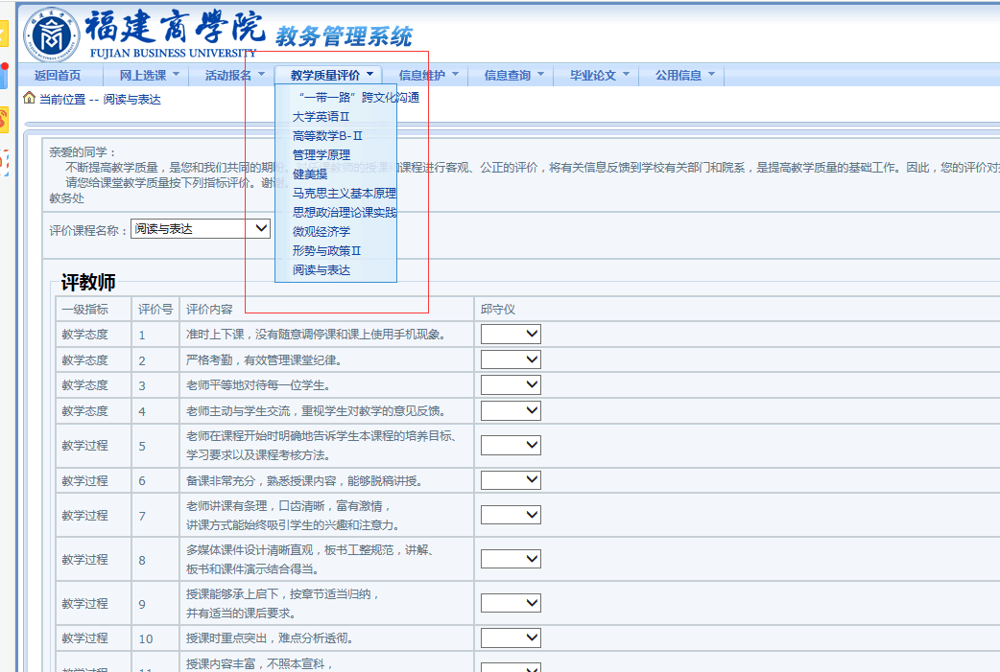 福建商學院
FUJIAN BUSINESS UNIVERSITY
教务管理系统
返回首页 网上选课 活动报名 教学质量评价 信息维护 信息查询 毕业论文 公用信息
当前位置 -- 阅读与表达
“一带一路”跨文化沟通
大学英语Ⅱ
高等数学B-Ⅱ
管理学原理
健美操
马克思主义基本原理
思想政治理论课实践
微观经济学
形势与政策Ⅱ
阅读与表达
亲爱的同学：
不断提高教学质量，是您和我们共同的期 课程进行客观、公正的评价，将有关信息反馈到学校有关部门和院系，是提高教学质量的基础工作。因此，您的评价对
请您给课堂教学质量按下列指标评价。谢
教务处
评价课程名称： 阅读与表达
评教师
一级指标 评价号 评价内容 邱守仪
教学态度 1 准时上下课，没有随意调停课和课上使用手机现象。
教学态度 2 严格考勤，有效管理课堂纪律。
教学态度 3 老师平等地对待每一位学生。
教学态度 4 老师主动与学生交流，重视学生对教学的意见反馈。
教学过程 5 老师在课程开始时明确地告诉学生本课程的培养目标、
学习要求以及课程考核方法。
教学过程 6 备课非常充分，熟悉授课内容，能够脱稿讲授。
教学过程 7 老师讲课有条理，口齿清晰，富有激情，
讲课方式能始终吸引学生的兴趣和注意力。
教学过程 8 多媒体课件设计清晰直观，板书工整规范，讲解、
板书和课件演示结合得当。
教学过程 9 授课能够承上启下，按章节适当归纳，
并有适当的课后要求。
教学过程 10 授课时重点突出，难点分析透彻。
教学过程 11 授课内容丰富，不照本宣科，